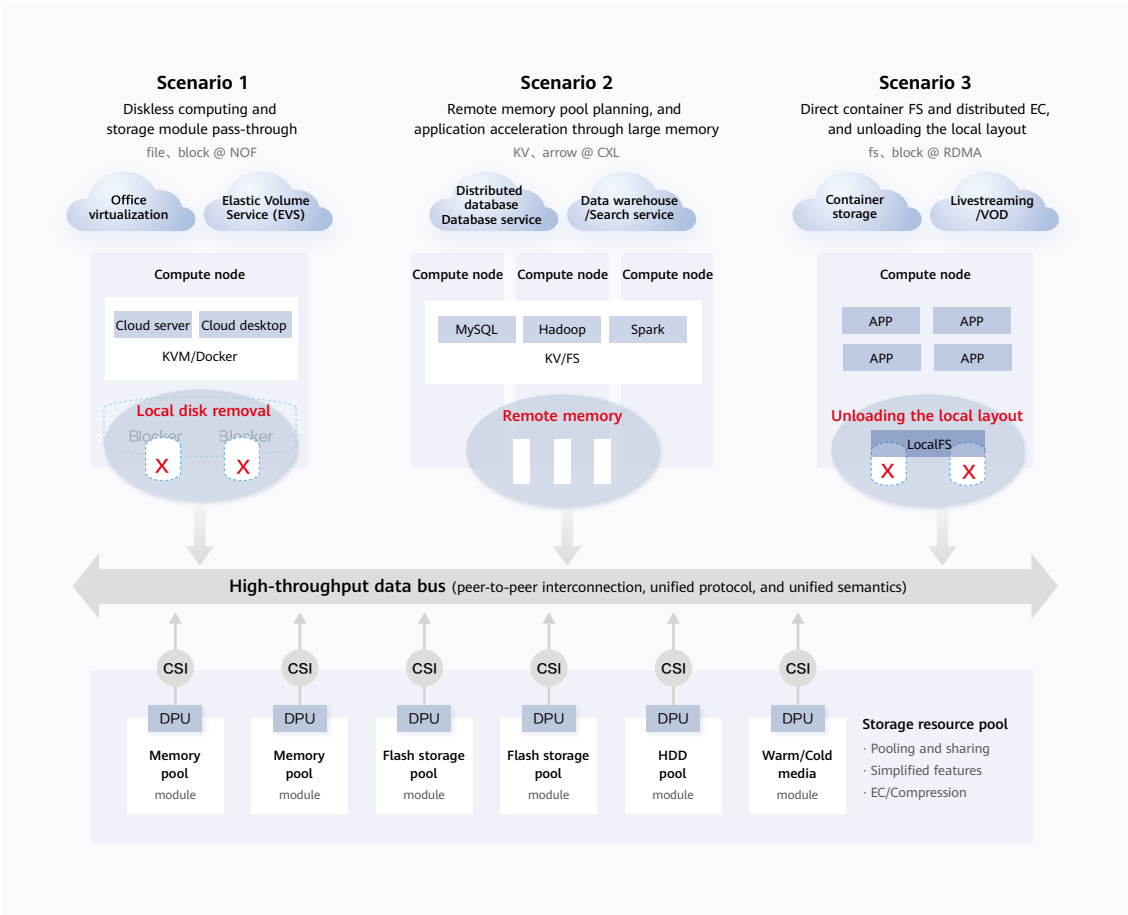 Scenario 1
Diskless computing and
storage module pass-through
file、block @ NOF
Office
virtualization
Elastic Volume
Service (EVS)
Compute node
Cloud server
Cloud desktop
KVM/Docker
Local disk removal
Blocker
Blocker
X
X
Scenario 2
Remote memory pool planning, and
application acceleration through large memory
KV、arrow @ CXL
Distributed
database
Database service
Data warehouse
/Search service
Compute node
Compute node
Compute node
MySQL
Hadoop
Spark
KV/FS
Remote memory
Scenario 3
Direct container FS and distributed EC,
and unloading the local layout
fs、block @ RDMA
Container
storage
Livestreaming
/VOD
Compute node
APP
APP
APP
APP
Unloading the local layout
LocalFS
X
X
High-throughput data bus (peer-to-peer interconnection, unified protocol, and unified semantics)
CSI
CSI
CSI
CSI
CSI
CSI
DPU
DPU
DPU
DPU
DPU
DPU
Memory
pool
module
Memory
pool
module
Flash storage
pool
module
Flash storage
pool
module
HDD
pool
module
Warm/Cold
media
module
Storage resource pool
· Pooling and sharing
· Simplified features
· EC/Compression